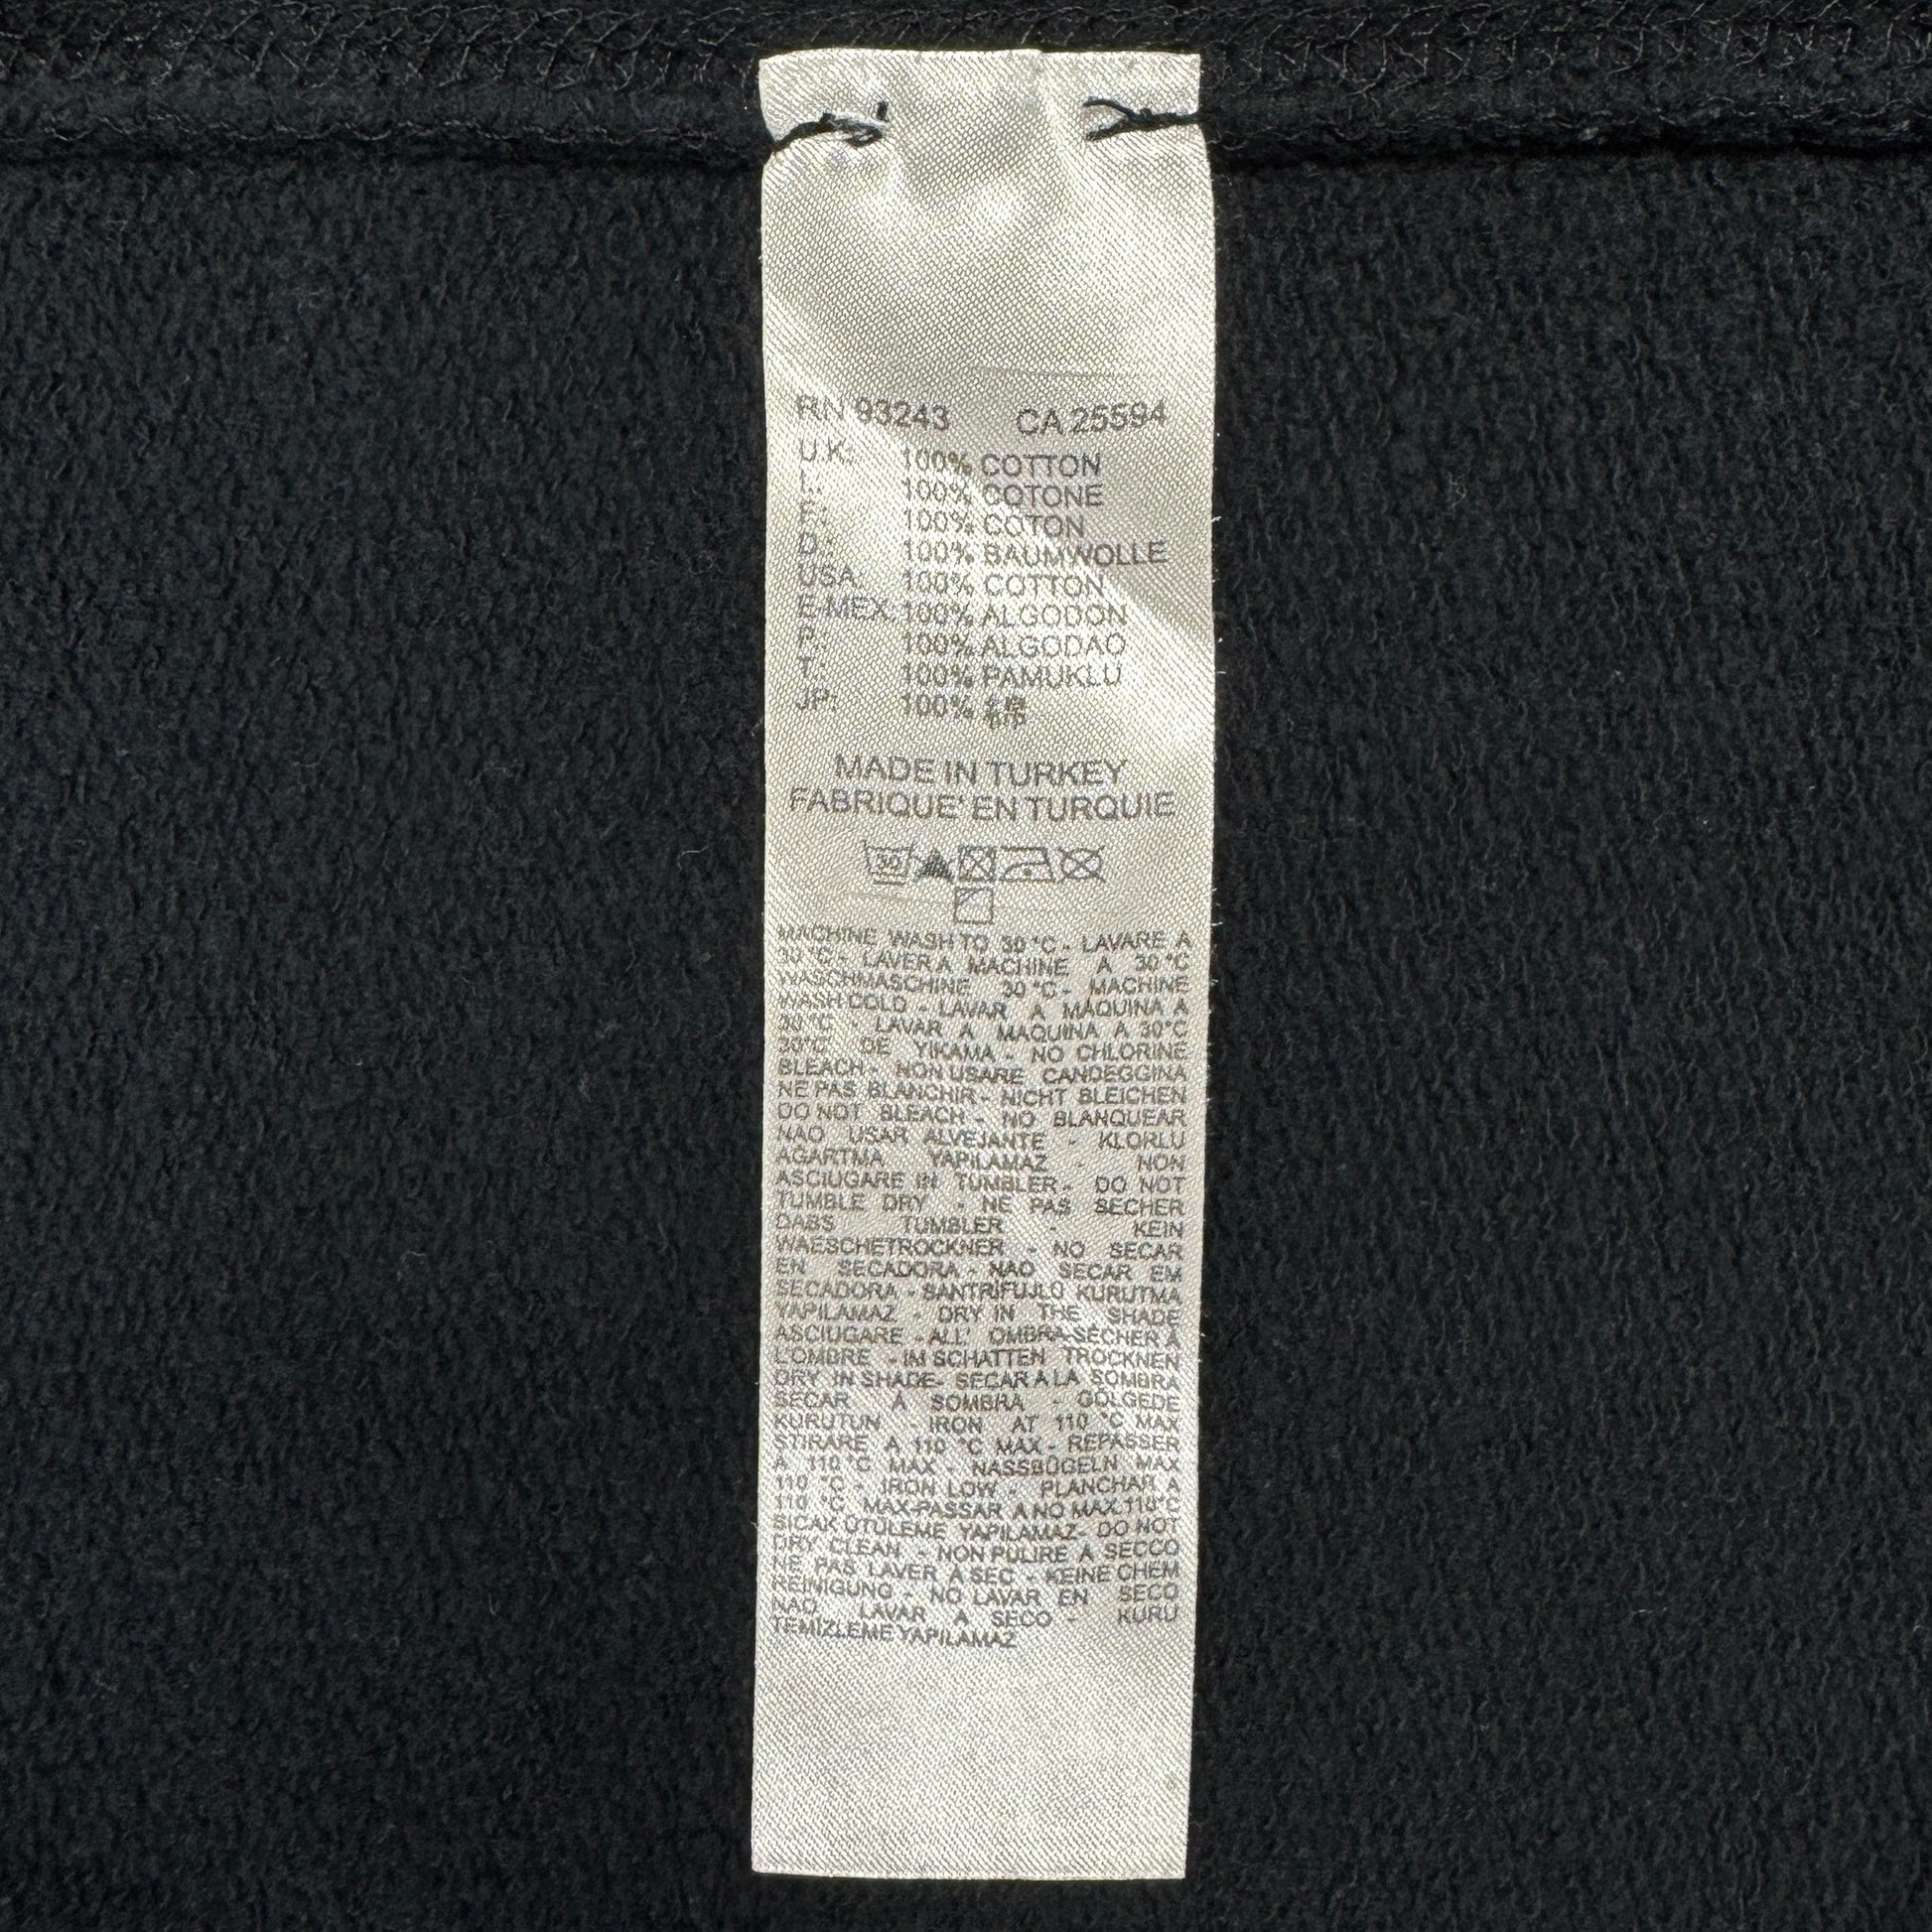 RN 93243 CA 25594
U.K.: 100% COTTON
I.: 100% COTONE
F.: 100% COTON
D.: 100% BAUMWOLLE
USA: 100% COTTON
E-MEX. 100% ALGODON
P.: 100% ALGODAO
T.: 100% PAMUKLU
JP.: 100%
MADE IN TURKEY
FABRIQUE' EN TURQUIE
30
MACHINE WASH TO 30 °C - LAVARE A
30 °C - LAVER A MACHINE A 30 °C
WASCHMASCHINE 30 °C - MACHINE
WASH COLD - LAVAR A MAQUINA A
30 °C - LAVAR A MAQUINA A 30°C
30°C DE YIKAMA - NO CHLORINE
BLEACH - NON USARE CANDEGGINA
NE PAS BLANCHIR - NICHT BLEICHEN
DO NOT BLEACH - NO BLANQUEAR
NAO USAR ALVEJANTE - KLORLU
AGARTMA YAPILAMAZ - NON
ASCIUGARE IN TUMBLER - DO NOT
TUMBLE DRY - NE PAS SECHER
DABS TUMBLER - KEIN
WAESCHETROCKNER - NO SECAR
EN SECADORA - NAO SECAR EM
SECADORA - SANTRİFUJLO KURUTMA
YAPILAMAZ - DRY IN THE SHADE
ASCIUGARE - ALL' OMBRA-SÉCHER À
L'OMBRE - IM SCHATTEN TROCKNEN
DRY IN SHADE- SECAR A LA SOMBRA
SECAR A SOMBRA - GÖLGEDE
KURUTUN - IRON AT 110 °C MAX
STIRARE A 110 °C MAX - REPASSER
A 110 °C MAX - NASSBÜGELN MAX
110 °C - IRON LOW - PLANCHAR A
110 °C MAX-PASSAR A NO MAX.110°C
SICAK ÜTÜLEME YAPILAMAZ- DO NOT
DRY CLEAN - NON PULIRE A SECCO
NE PAS LAVER A SEC - KEINE CHEM
REINIGUNG - NO LAVAR EN SECO
NAO LAVAR A SECO - KURU
TEMİZLEME YAPILAMAZ